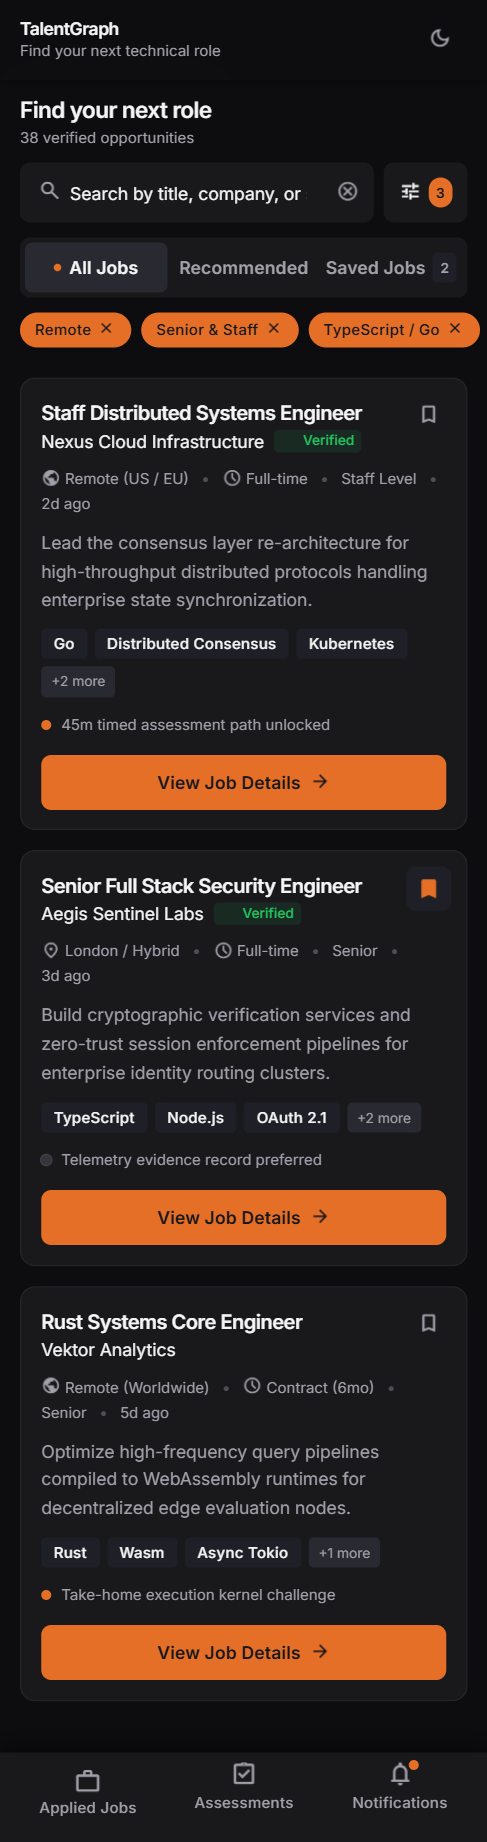 TalentGraph
Find your next technical role
Find your next role
38 verified opportunities
Search by title, company, or
3
All Jobs Recommended Saved Jobs 2
Remote Senior & Staff TypeScript / Go
Staff Distributed Systems Engineer
Nexus Cloud Infrastructure Verified
Remote (US / EU) • Full-time • Staff Level •
2d ago
Lead the consensus layer re-architecture for
high-throughput distributed protocols handling
enterprise state synchronization.
Go Distributed Consensus Kubernetes
+2 more
45m timed assessment path unlocked
View Job Details →
Senior Full Stack Security Engineer
Aegis Sentinel Labs Verified
London / Hybrid • Full-time • Senior •
3d ago
Build cryptographic verification services and
zero-trust session enforcement pipelines for
enterprise identity routing clusters.
TypeScript Node.js OAuth 2.1 +2 more
Telemetry evidence record preferred
View Job Details →
Rust Systems Core Engineer
Vektor Analytics
Remote (Worldwide) • Contract (6mo) •
Senior • 5d ago
Optimize high-frequency query pipelines
compiled to WebAssembly runtimes for
decentralized edge evaluation nodes.
Rust Wasm Async Tokio +1 more
Take-home execution kernel challenge
View Job Details →
Applied Jobs Assessments Notifications